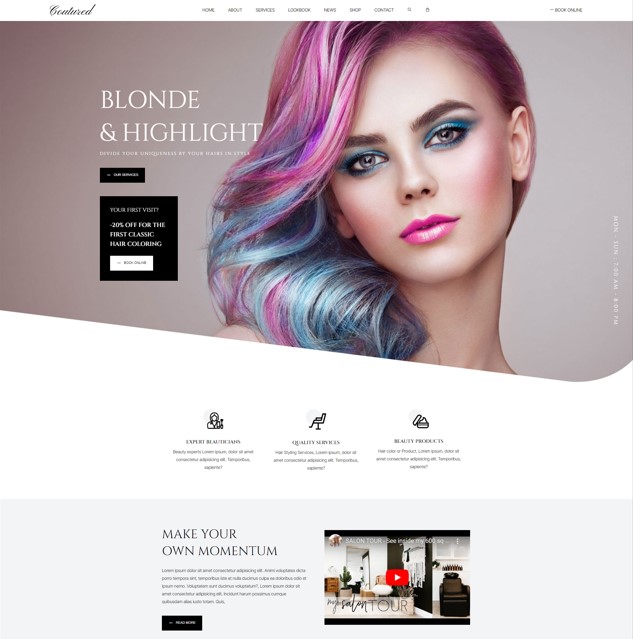 Coutured
HOME ABOUT SERVICES LOOKBOOK NEWS SHOP CONTACT
— BOOK ONLINE
BLONDE
& HIGHLIGHT
DIVIDE YOUR UNIQUENESS BY YOUR HAIRS IN STYLE
— OUR SERVICES
YOUR FIRST VISIT?
-20% OFF FOR THE
FIRST CLASSIC
HAIR COLORING
— BOOK ONLINE
MON - SUN : 7:00 AM - 8:00 PM
EXPERT BEAUTICIANS
Beauty experts Lorem ipsum, dolor sit amet
consectetur adipisicing elit. Temporibus,
sapiente?
QUALITY SERVICES
Hair Styling Services, Lorem ipsum, dolor sit
amet consectetur adipisicing elit. Temporibus,
sapiente?
BEAUTY PRODUCTS
Hair color or Product, Lorem ipsum, dolor sit
amet consectetur adipisicing elit. Temporibus,
sapiente?
MAKE YOUR
OWN MOMENTUM
Lorem ipsum dolor sit amet consectetur adipisicing elit. Animi voluptates dicta
porro tempora sint, temporibus iste at nulla ducimus culpa ea doloribus odio et
ipsum nemo. Voluptatem sunt ducimus voluptatum?. Lorem ipsum dolor sit
amet consectetur adipisicing elit. Incidunt harum possimus cumque
quibusdam alias iusto totam. Quis,
— READ MORE
SALON TOUR - See inside my 600 sq
my salon TOUR